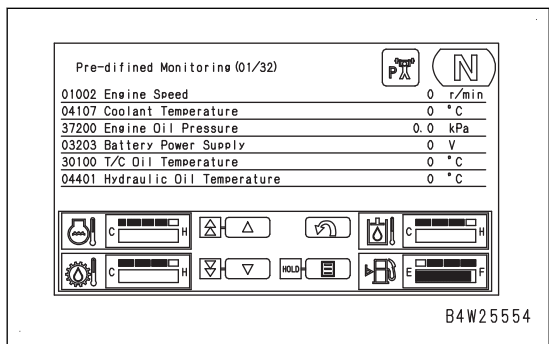 Pre-difined Monitoring (01/32)
P
N
01002 Engine Speed 0 r/min
04107 Coolant Temperature 0 °C
37200 Engine Oil Pressure 0.0 kPa
03203 Battery Power Supply 0 V
30100 T/C Oil Temperature 0 °C
04401 Hydraulic Oil Temperature 0 °C
C H
C H
C H
HOLD
E F
B4W25554